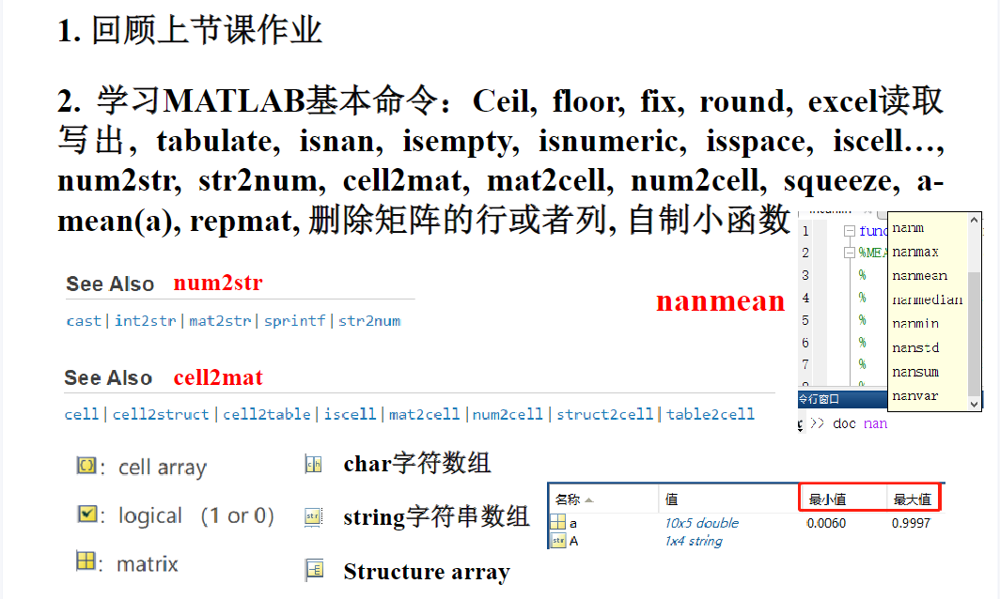 1. 回顾上节课作业
2. 学习MATLAB基本命令：Ceil, floor, fix, round, excel读取
写出, tabulate, isnan, isempty, isnumeric, isspace, iscell…,
num2str, str2num, cell2mat, mat2cell, num2cell, squeeze, a-
mean(a), repmat, 删除矩阵的行或者列, 自制小函数
See Also num2str
cast | int2str | mat2str | sprintf | str2num
nanmean
1 func
2 %MEA
3 %
4 %
5 %
6 %
7 %
nanm
nanmax
nanmean
nanmedian
nanmin
nanstd
nansum
nanvar
令行窗口
>> doc nan
See Also cell2mat
cell | cell2struct | cell2table | iscell | mat2cell | num2cell | struct2cell | table2cell
{}: cell array
ch char字符数组
: logical （1 or 0）
str string字符串数组
: matrix
Structure array
名称 值 最小值 最大值
a 10x5 double 0.0060 0.9997
str A 1x4 string